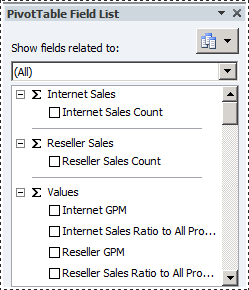 PivotTable Field List
Show fields related to:
(All)
Σ Internet Sales
Internet Sales Count
Σ Reseller Sales
Reseller Sales Count
Σ Values
Internet GPM
Internet Sales Ratio to All Pro...
Reseller GPM
Reseller Sales Ratio to All Pro...